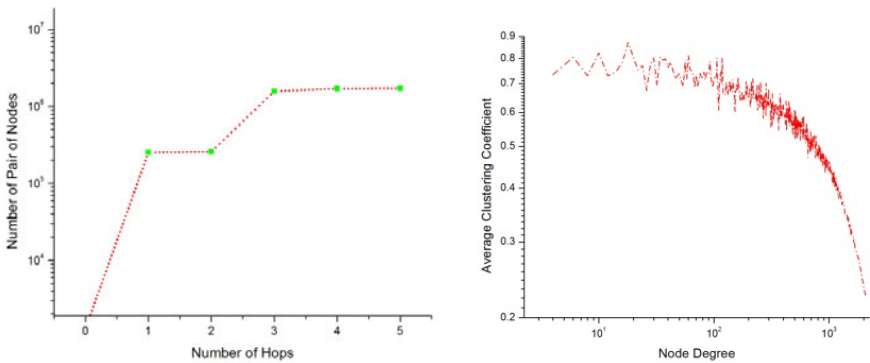 Number of Pair of Nodes
10⁷
10⁶
10⁵
10⁴
0 1 2 3 4 5
Number of Hops
Average Clustering Coefficient
0.9
0.8
0.7
0.6
0.5
0.4
0.3
0.2
10¹ 10² 10³
Node Degree